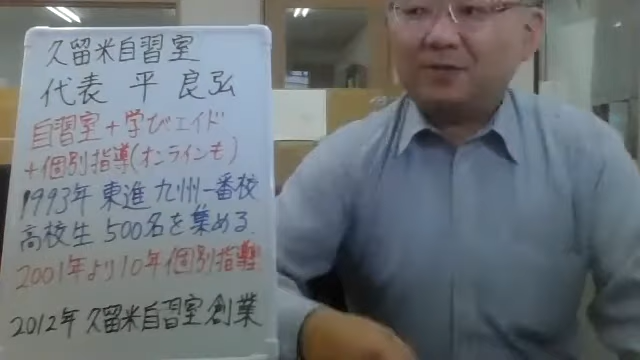 久留米自習室
代表 平 良弘
自習室+学びエイド
+個別指導(オンラインも)
1993年 東進 九州一番校
高校生 500名を集める.
2001年より10年個別指導
2012年 久留米自習室創業